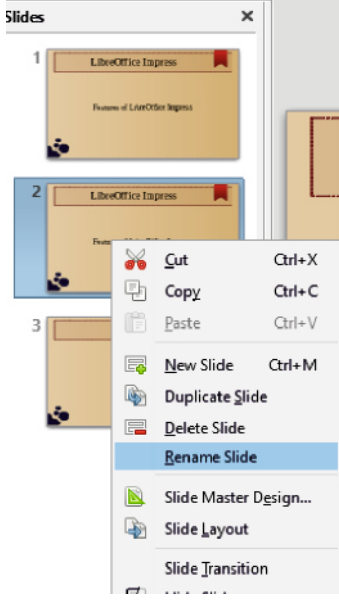 Slides ×
1
LibreOffice Impress
Features of LibreOffice Impress
2
LibreOffice Impress
3
Cut Ctrl+X
Copy Ctrl+C
Paste Ctrl+V
New Slide Ctrl+M
Duplicate Slide
Delete Slide
Rename Slide
Slide Master Design...
Slide Layout
Slide Transition